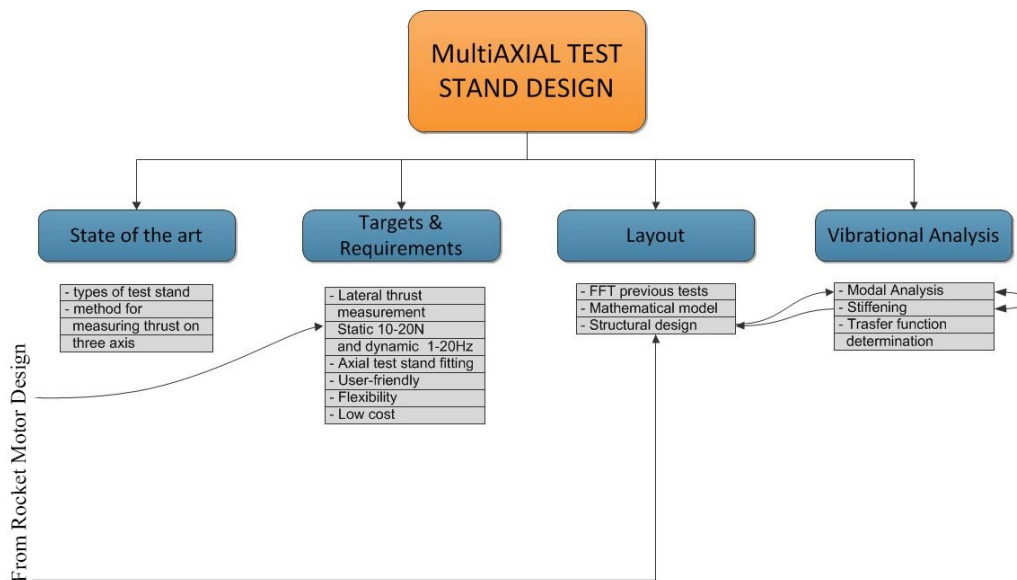 MultiAXIAL TEST
STAND DESIGN
State of the art
- types of test stand
- method for
measuring thrust on
three axis
Targets &
Requirements
- Lateral thrust
measurement
Static 10-20N
and dynamic 1-20Hz
- Axial test stand fitting
- User-friendly
- Flexibility
- Low cost
Layout
- FFT previous tests
- Mathematical model
- Structural design
Vibrational Analysis
- Modal Analysis
- Stiffening
- Trasfer function
determination
From Rocket Motor Design